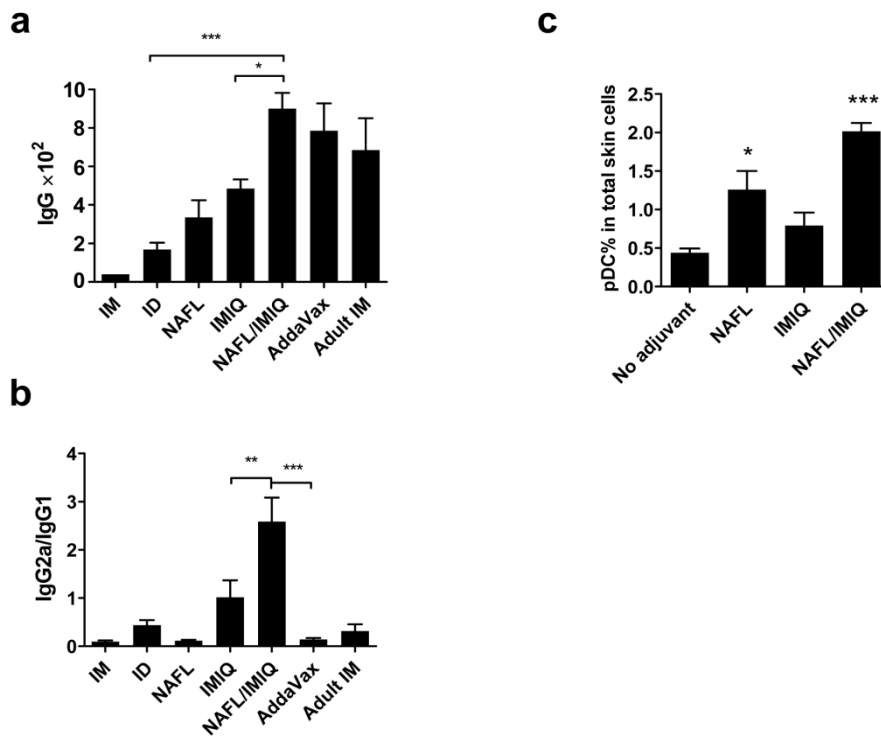 a
***
*
10
8
6
4
2
0
IgG ×10²
IM
ID
NAFL
IMIQ
NAFL/IMIQ
AddaVax
Adult IM
b
**
***
4
3
2
1
0
IgG2a/IgG1
IM
ID
NAFL
IMIQ
NAFL/IMIQ
AddaVax
Adult IM
c
*
***
2.5
2.0
1.5
1.0
0.5
0.0
pDC% in total skin cells
No adjuvant
NAFL
IMIQ
NAFL/IMIQ